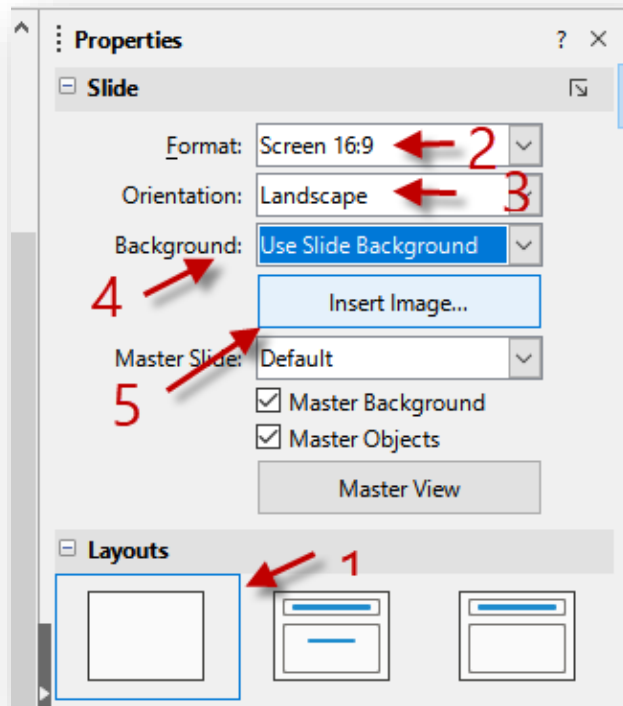 Properties ? ×
Slide
Format: Screen 16:9 2
Orientation: Landscape 3
Background: Use Slide Background
4
Insert Image...
Master Slide: Default
5
Master Background
Master Objects
Master View
Layouts 1